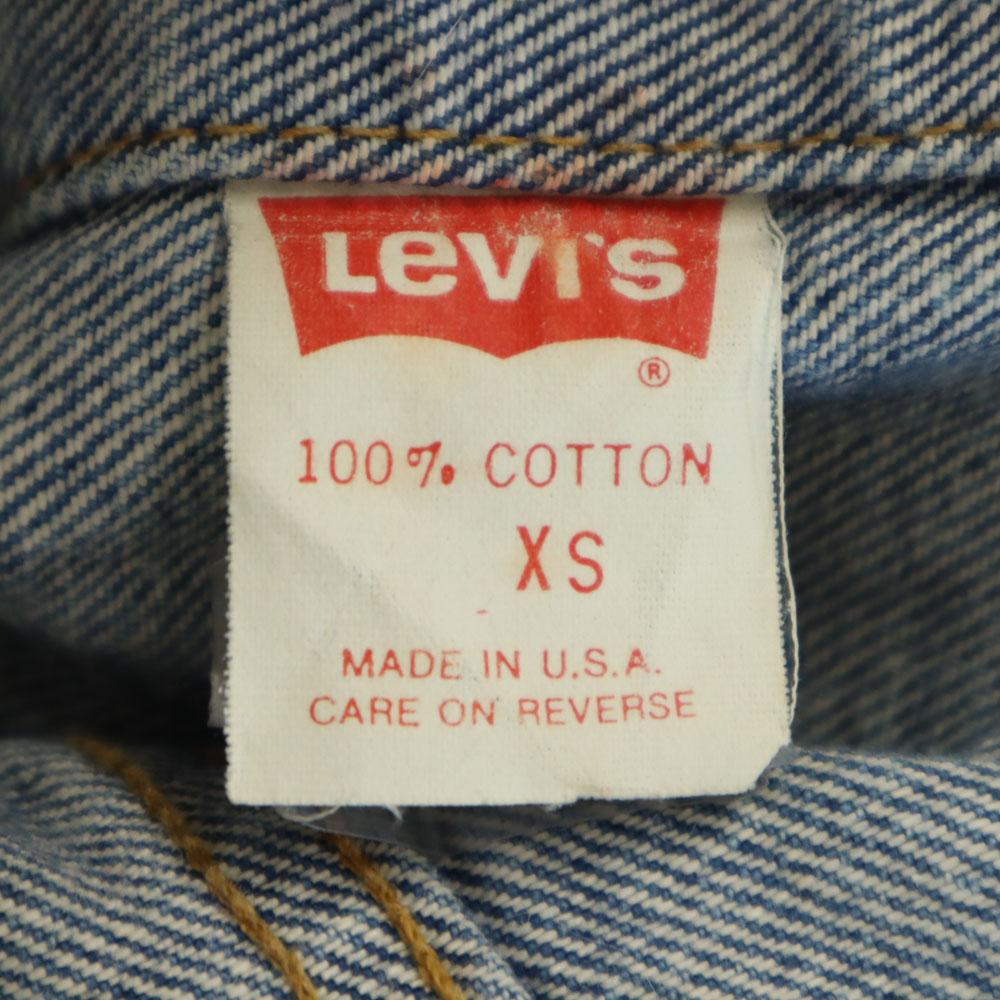 Levi's
®
100% COTTON
XS
MADE IN U.S.A.
CARE ON REVERSE